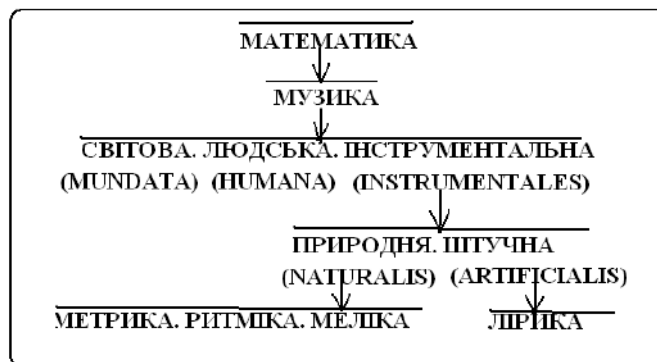 МАТЕМАТИКА
МУЗИКА
СВІТОВА. ЛЮДСЬКА. ІНСТРУМЕНТАЛЬНА
(MUNDATA) (HUMANA) (INSTRUMENTALES)
ПРИРОДНЯ. ШТУЧНА
(NATURALIS) (ARTIFICIALIS)
МЕТРИКА. РИТМІКА. МЕЛІКА ЛІРИКА